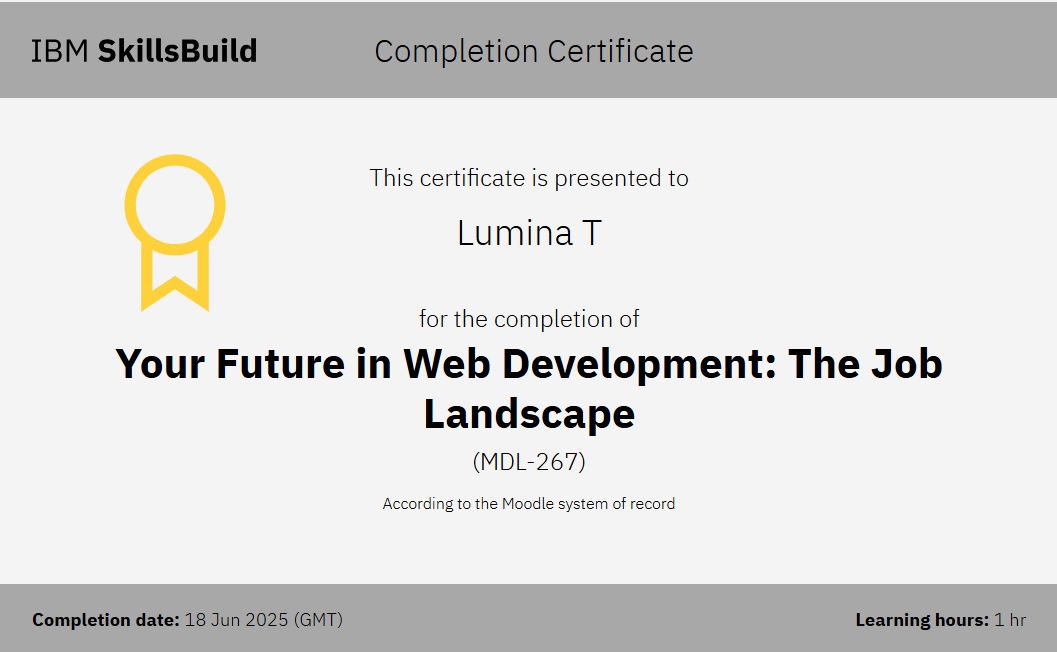 IBM SkillsBuild
Completion Certificate
This certificate is presented to
Lumina T
for the completion of
Your Future in Web Development: The Job
Landscape
(MDL-267)
According to the Moodle system of record
Completion date: 18 Jun 2025 (GMT)
Learning hours: 1 hr